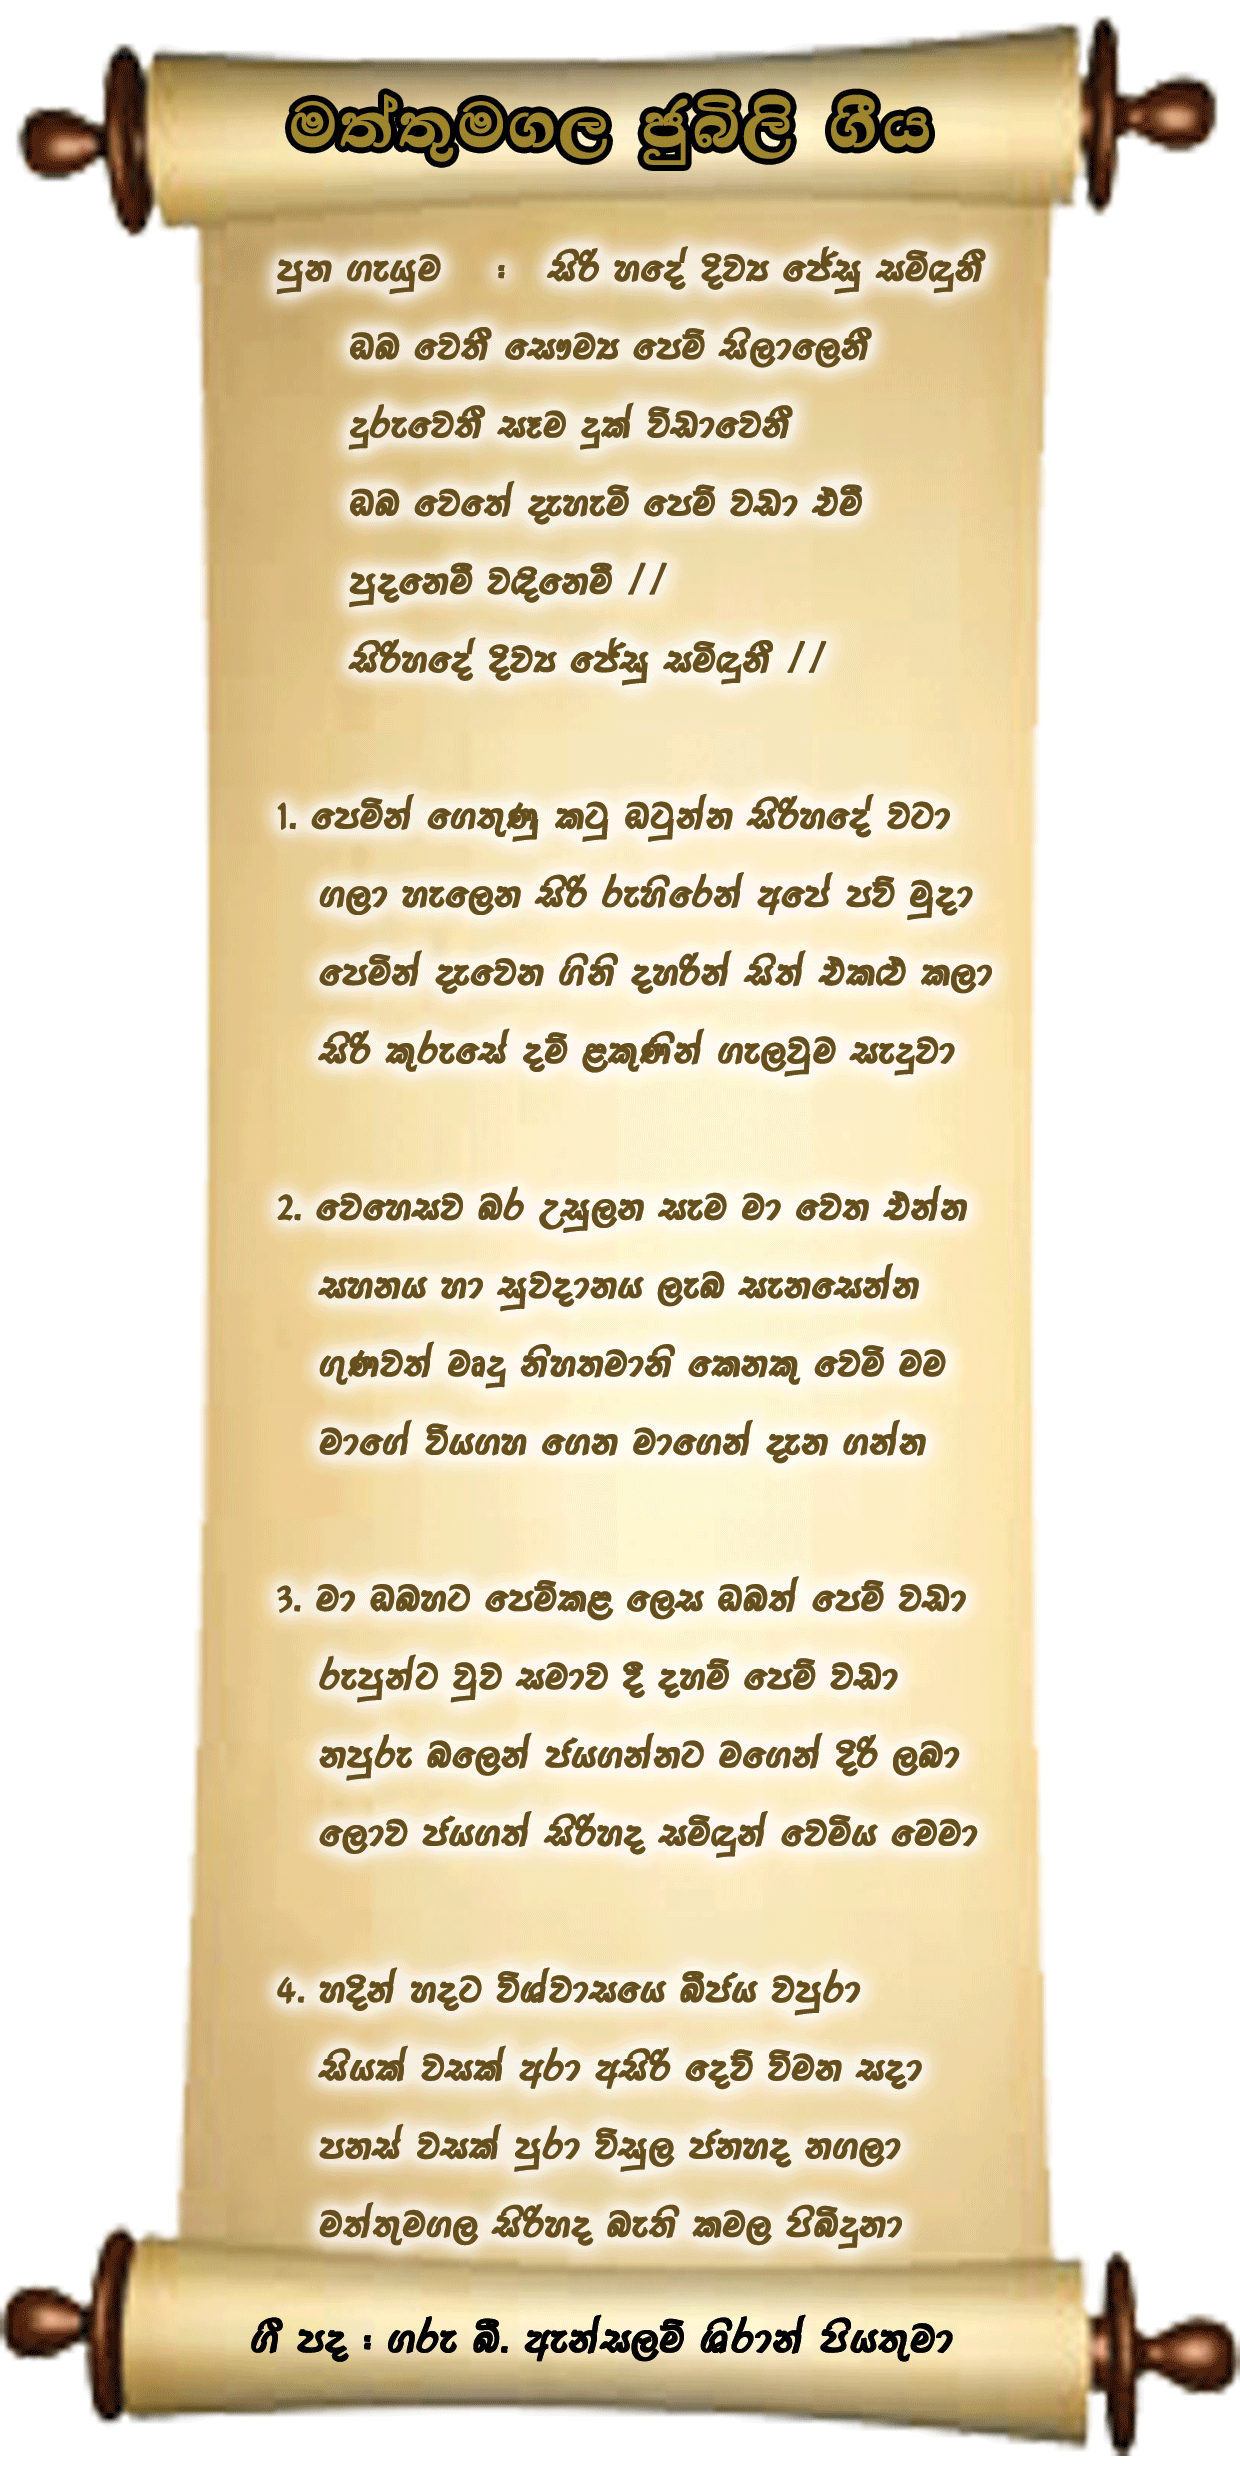 මත්තුමගල ජුබිලි ගීය
පුන ගැයුම : සිරි හදේ දිව්‍ය ජේසු සමිඳුනී
ඔබ වෙතී සෞම්‍ය පෙම් සිලාලෙනී
දුරුවෙතී සෑම දුක් විඩාවෙනී
ඔබ වෙතේ දැහැමි පෙම් වඩා එමී
පුදනෙමී වඳිනෙමී //
සිරිහදේ දිව්‍ය ජේසු සමිඳුනී //
1. පෙමින් ගෙතුණු කටු ඔටුන්න සිරිහදේ වටා
ගලා හැලෙන සිරි රුහිරෙන් අපේ පව් මුදා
පෙමින් දැවෙන ගිනි දහරින් සිත් එකළු කලා
සිරි කුරුසේ දම් ළකුණින් ගැලවුම සැදුවා
2. වෙහෙසව බර උසුලන සැම මා වෙත එන්න
සහනය හා සුවදානය ලැබ සැනසෙන්න
ගුණවත් මෘදු නිහතමානි කෙනකු වෙමි මම
මාගේ වියගහ ගෙන මාගෙන් දැන ගන්න
3. මා ඔබහට පෙම්කළ ලෙස ඔබත් පෙම් වඩා
රුපුන්ට වුව සමාව දී දහම් පෙම් වඩා
නපුරු බලෙන් ජයගන්නට මගෙන් දිරි ලබා
ලොව ජයගත් සිරිහද සමිඳුන් වෙමිය මෙමා
4. හදින් හදට විශ්වාසයෙ බීජය වපුරා
සියක් වසක් අරා අසිරි දෙව් විමන සදා
පනස් වසක් පුරා විසුල ජනහද නගලා
මත්තුමගල සිරිහද බැති කමල පිබිදුනා
ගී පද : ගරු බී. ඇන්සලම් ශිරාන් පියතුමා